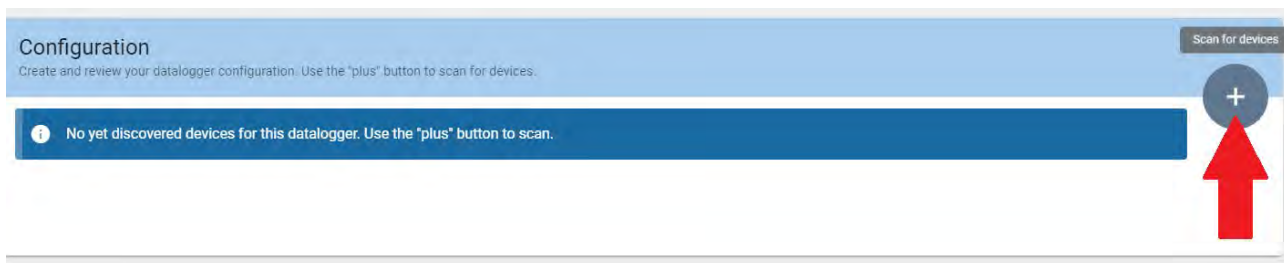 Configuration
Scan for devices
Create and review your datalogger configuration. Use the "plus" button to scan for devices.
No yet discovered devices for this datalogger. Use the "plus" button to scan.